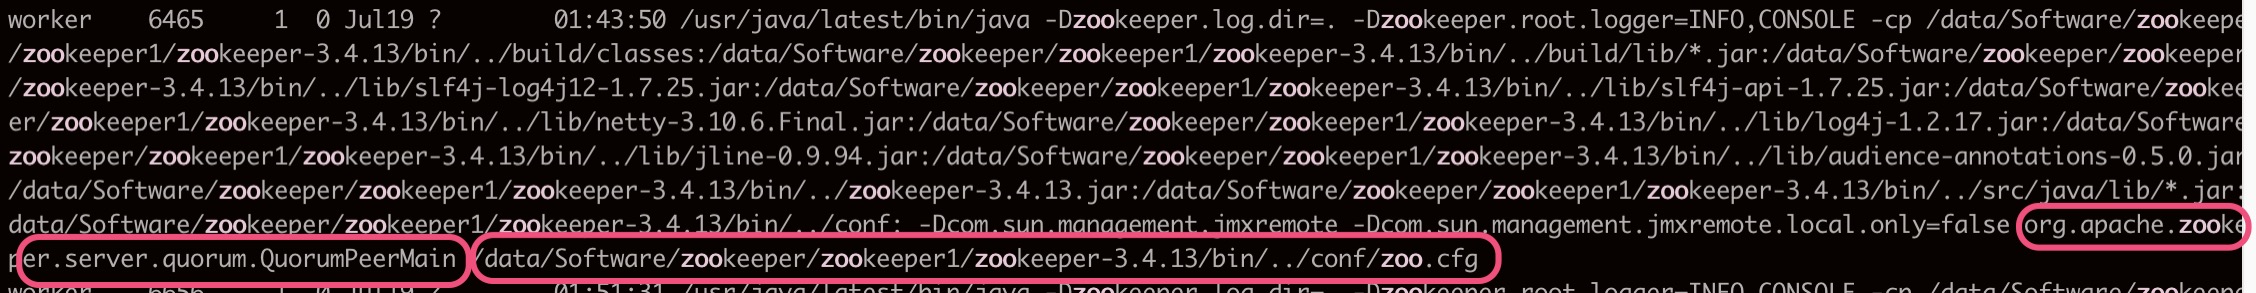 worker    6465     1  0 Jul19 ?        01:43:50 /usr/java/latest/bin/java -Dzookeeper.log.dir=. -Dzookeeper.root.logger=INFO,CONSOLE -cp /data/Software/zookeepe
/zookeeper1/zookeeper-3.4.13/bin/../build/classes:/data/Software/zookeeper/zookeeper1/zookeeper-3.4.13/bin/../build/lib/*.jar:/data/Software/zookeeper/zookeeper
/zookeeper-3.4.13/bin/../lib/slf4j-log4j12-1.7.25.jar:/data/Software/zookeeper/zookeeper1/zookeeper-3.4.13/bin/../lib/slf4j-api-1.7.25.jar:/data/Software/zookee
er/zookeeper1/zookeeper-3.4.13/bin/../lib/netty-3.10.6.Final.jar:/data/Software/zookeeper/zookeeper1/zookeeper-3.4.13/bin/../lib/log4j-1.2.17.jar:/data/Software
zookeeper/zookeeper1/zookeeper-3.4.13/bin/../lib/jline-0.9.94.jar:/data/Software/zookeeper/zookeeper1/zookeeper-3.4.13/bin/../lib/audience-annotations-0.5.0.jar
/data/Software/zookeeper/zookeeper1/zookeeper-3.4.13/bin/../zookeeper-3.4.13.jar:/data/Software/zookeeper/zookeeper1/zookeeper-3.4.13/bin/../src/java/lib/*.jar:
data/Software/zookeeper/zookeeper1/zookeeper-3.4.13/bin/../conf: -Dcom.sun.management.jmxremote -Dcom.sun.management.jmxremote.local.only=false org.apache.zooke
per.server.quorum.QuorumPeerMain /data/Software/zookeeper/zookeeper1/zookeeper-3.4.13/bin/../conf/zoo.cfg
worker    6656     1  0 Jul19 ?        01:51:31 /usr/java/latest/bin/java -Dzookeeper.log.dir=. -Dzookeeper.root.logger=INFO,CONSOLE -cp /data/Software/zookeepe